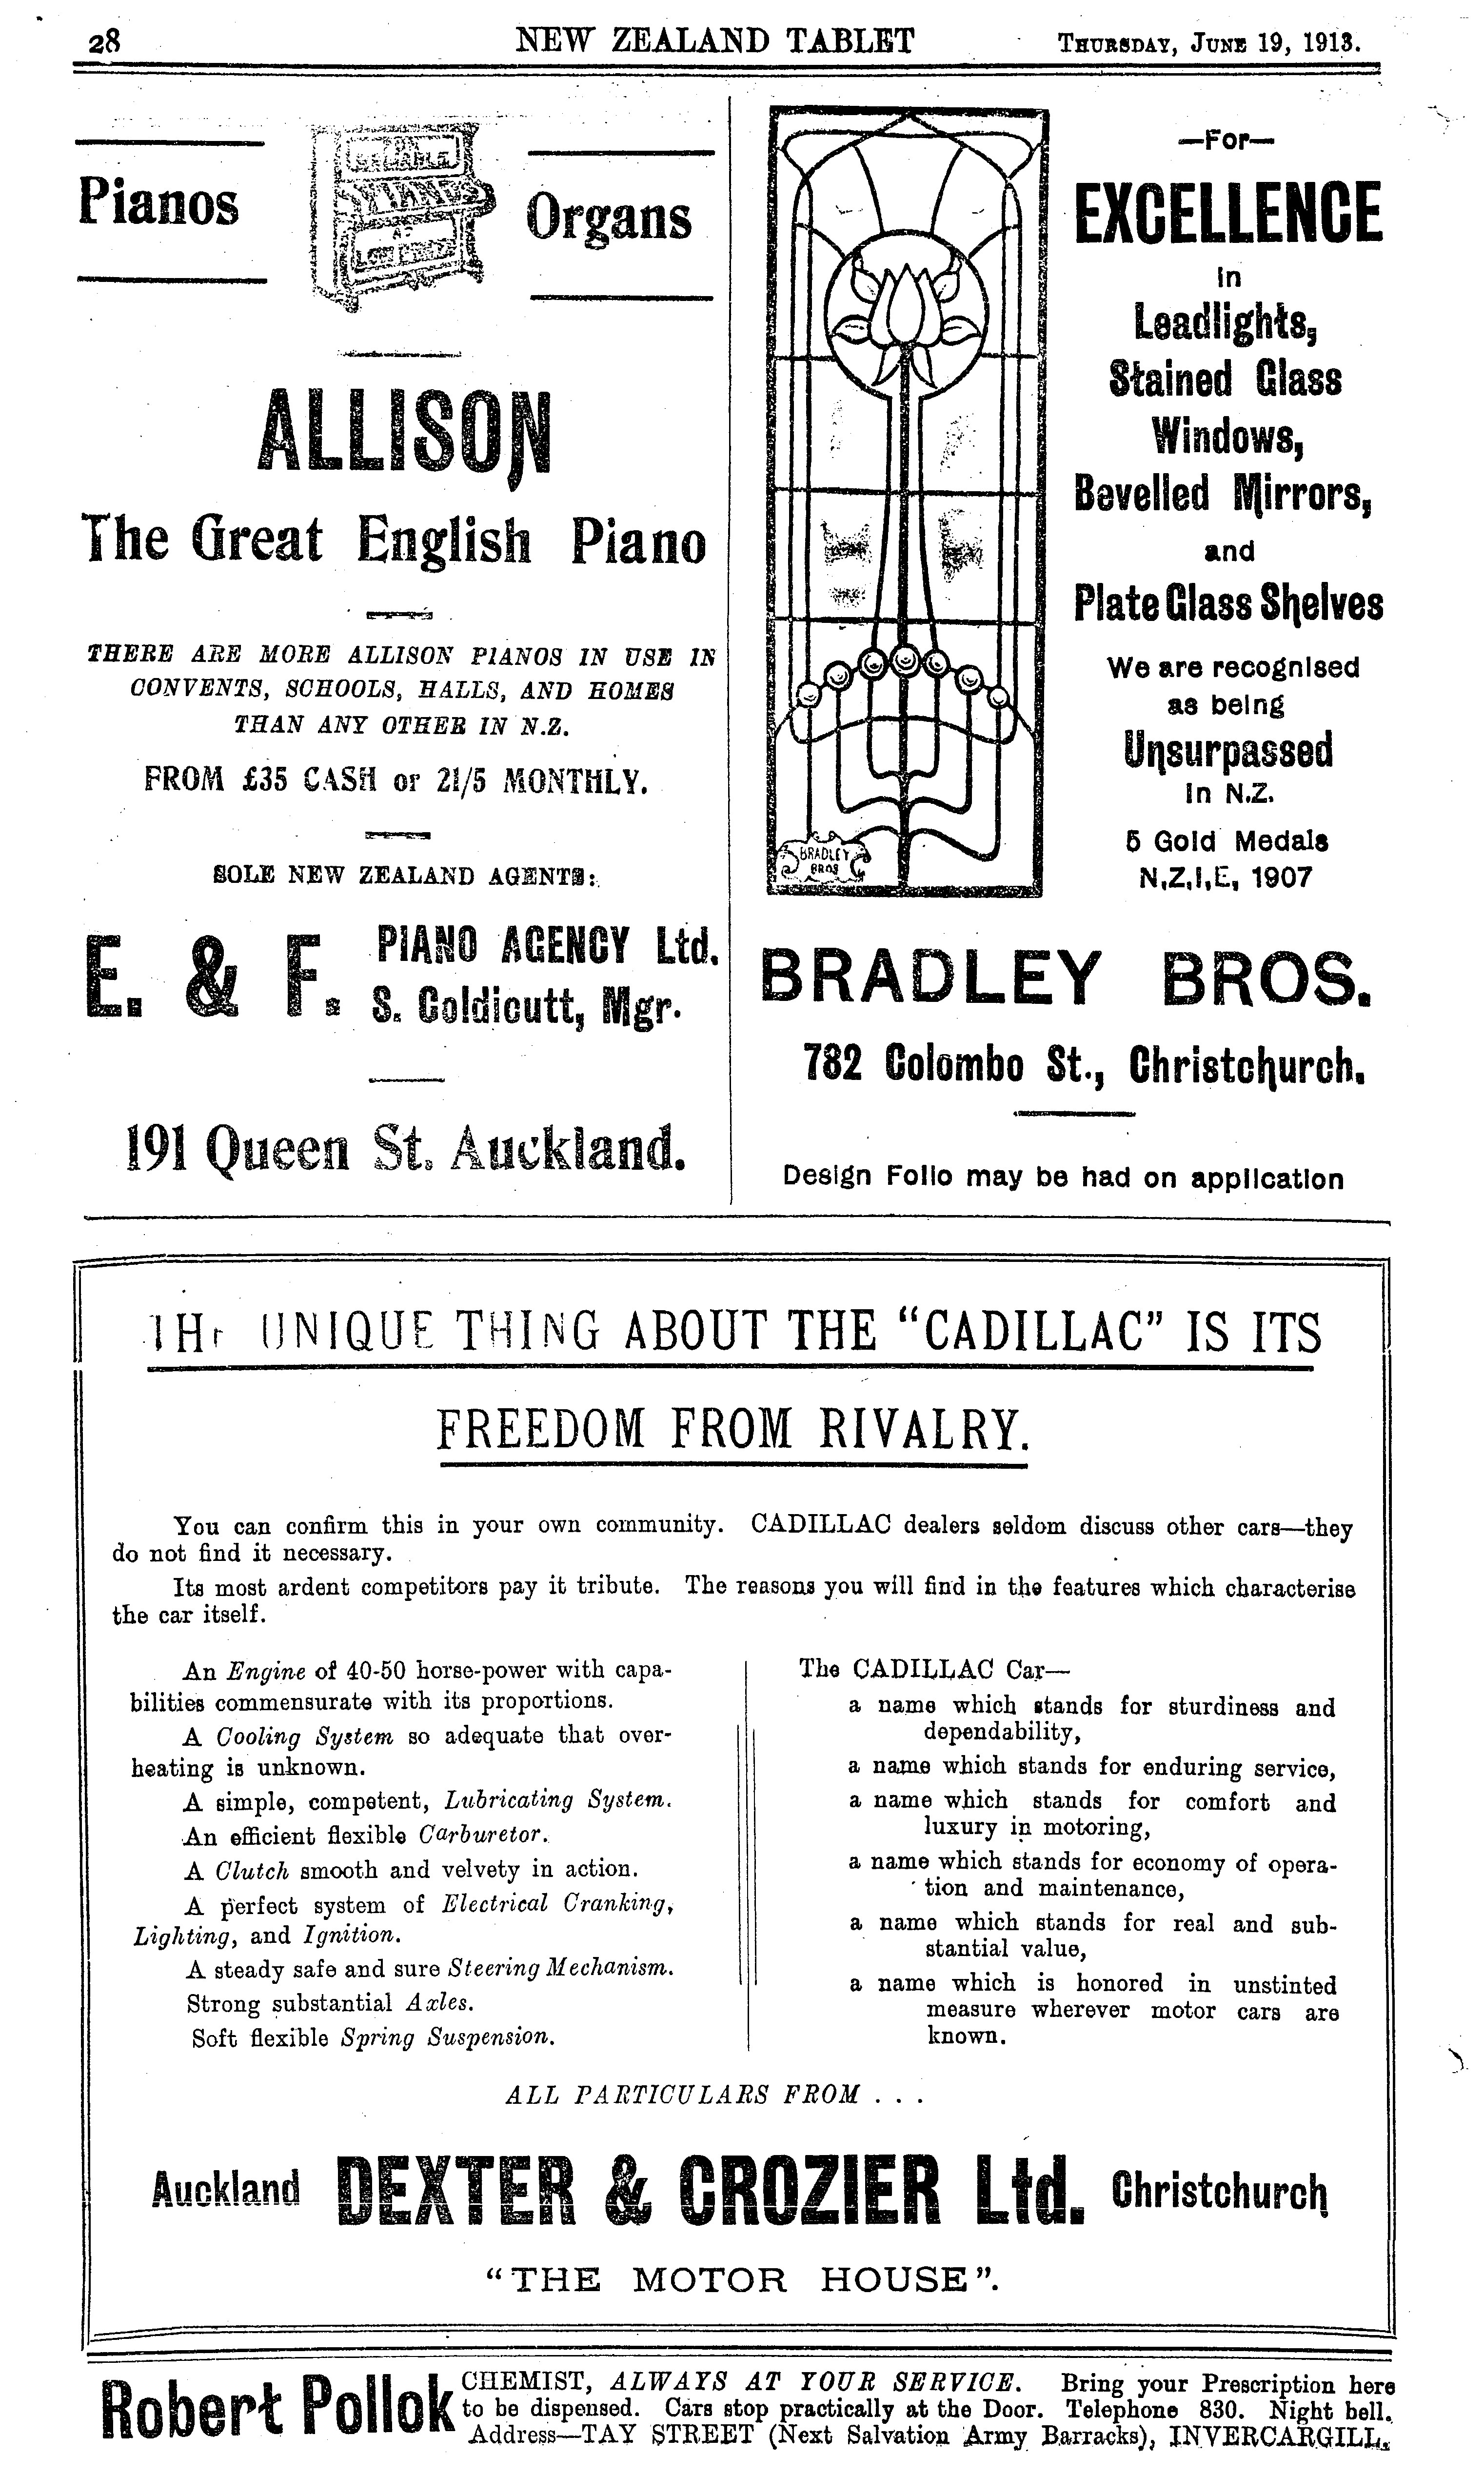 28
NEW ZEALAND TABLET
THURSDAY, JUNE 19, 1913.
Pianos
Organs
ALLISON
The Great English Piano
THERE ARE MORE ALLISON PIANOS IN USE IN
CONVENTS, SCHOOLS, HALLS, AND HOMES
THAN ANY OTHER IN N.Z.
FROM £35 CASH or 21/5 MONTHLY.
SOLE NEW ZEALAND AGENTS:
E. & F. PIANO AGENCY Ltd.
S. Coldicutt, Mgr.
191 Queen St. Auckland.
BRADLEY
BROS
—For—
EXCELLENCE
in
Leadlights,
Stained Glass
Windows,
Bevelled Mirrors,
and
Plate Glass Shelves
We are recognised
as being
Unsurpassed
in N.Z.
5 Gold Medals
N.Z.I.E, 1907
BRADLEY BROS.
782 Colombo St., Christchurch.
Design Folio may be had on application
THE UNIQUE THING ABOUT THE "CADILLAC" IS ITS
FREEDOM FROM RIVALRY.
You can confirm this in your own community. CADILLAC dealers seldom discuss other cars—they
do not find it necessary.
Its most ardent competitors pay it tribute. The reasons you will find in the features which characterise
the car itself.
An Engine of 40-50 horse-power with capa-
bilities commensurate with its proportions.
A Cooling System so adequate that over-
heating is unknown.
A simple, competent, Lubricating System.
An efficient flexible Carburetor.
A Clutch smooth and velvety in action.
A perfect system of Electrical Cranking,
Lighting, and Ignition.
A steady safe and sure Steering Mechanism.
Strong substantial Axles.
Soft flexible Spring Suspension.
The CADILLAC Car—
a name which stands for sturdiness and
dependability,
a name which stands for enduring service,
a name which stands for comfort and
luxury in motoring,
a name which stands for economy of opera-
tion and maintenance,
a name which stands for real and sub-
stantial value,
a name which is honored in unstinted
measure wherever motor cars are
known.
ALL PARTICULARS FROM . . .
Auckland DEXTER & CROZIER Ltd. Christchurch
"THE MOTOR HOUSE".
Robert Pollok
CHEMIST, ALWAYS AT YOUR SERVICE. Bring your Prescription here
to be dispensed. Cars stop practically at the Door. Telephone 830. Night bell.
Address—TAY STREET (Next Salvation Army Barracks), INVERCARGILL.